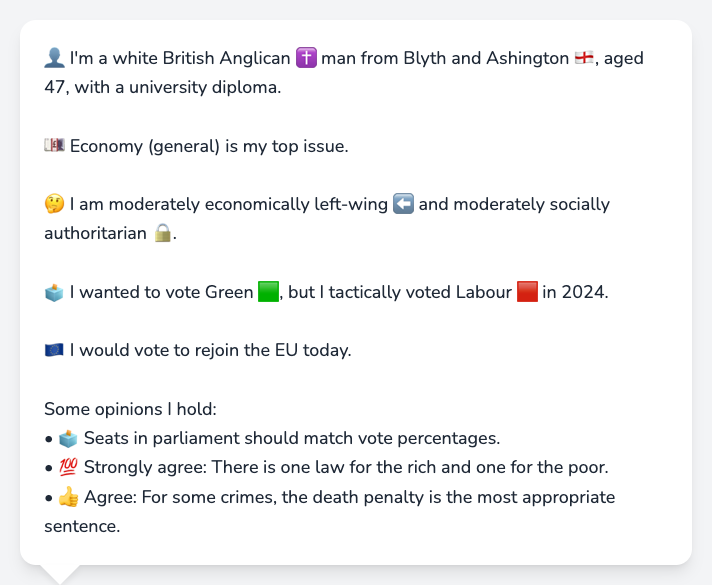 👤 I'm a white British Anglican ✝️ man from Blyth and Ashington 🏴󠁧󠁢󠁥󠁮󠁧󠁿, aged
47, with a university diploma.
💷 Economy (general) is my top issue.
🤔 I am moderately economically left-wing ⬅️ and moderately socially
authoritarian 🔒.
🗳️ I wanted to vote Green 🟩, but I tactically voted Labour 🟥 in 2024.
🇪🇺 I would vote to rejoin the EU today.
Some opinions I hold:
• 🗳️ Seats in parliament should match vote percentages.
• 💯 Strongly agree: There is one law for the rich and one for the poor.
• 👍 Agree: For some crimes, the death penalty is the most appropriate
sentence.